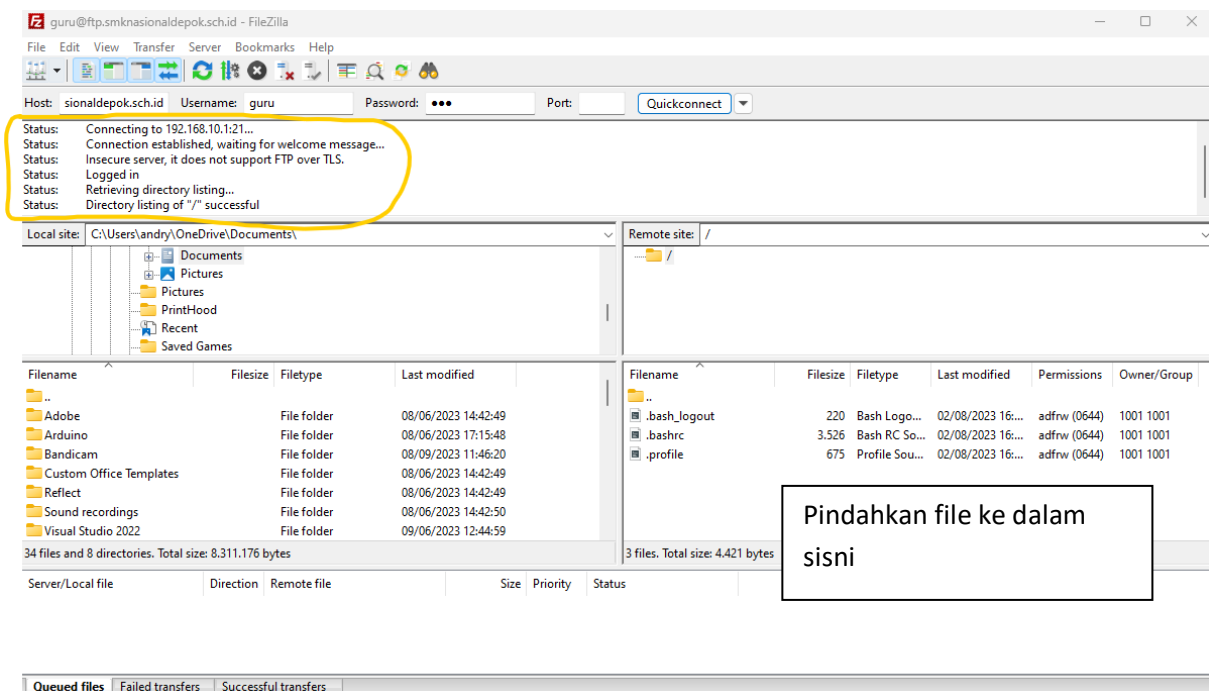 guru@ftp.smknasionaldepok.sch.id - FileZilla
File Edit View Transfer Server Bookmarks Help
Host: sionaldepok.sch.id Username: guru Password: ●●● Port: Quickconnect
Status: Connecting to 192.168.10.1:21...
Status: Connection established, waiting for welcome message...
Status: Insecure server, it does not support FTP over TLS.
Status: Logged in
Status: Retrieving directory listing...
Status: Directory listing of "/" successful
Local site: C:\Users\andry\OneDrive\Documents\
Documents
Pictures
Pictures
PrintHood
Recent
Saved Games
Remote site: /
/
Filename Filesize Filetype Last modified
..
Adobe File folder 08/06/2023 14:42:49
Arduino File folder 08/06/2023 17:15:48
Bandicam File folder 08/09/2023 11:46:20
Custom Office Templates File folder 08/06/2023 14:42:49
Reflect File folder 08/06/2023 14:42:49
Sound recordings File folder 08/06/2023 14:42:50
Visual Studio 2022 File folder 09/06/2023 12:44:59
34 files and 8 directories. Total size: 8.311.176 bytes
Filename Filesize Filetype Last modified Permissions Owner/Group
..
.bash_logout 220 Bash Logo... 02/08/2023 16:... adfrw (0644) 1001 1001
.bashrc 3.526 Bash RC So... 02/08/2023 16:... adfrw (0644) 1001 1001
.profile 675 Profile Sou... 02/08/2023 16:... adfrw (0644) 1001 1001
3 files. Total size: 4.421 bytes
Pindahkan file ke dalam
sisni
Server/Local file Direction Remote file Size Priority Status
Queued files Failed transfers Successful transfers